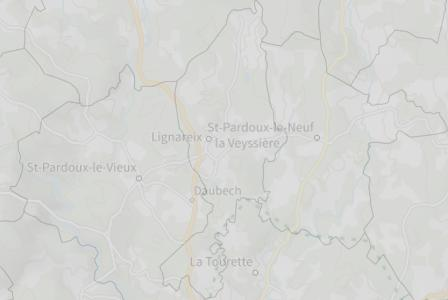 St-Pardoux-le-Neuf
Lignareix
la Veyssière
St-Pardoux-le-Vieux
Daubech
La Tourette